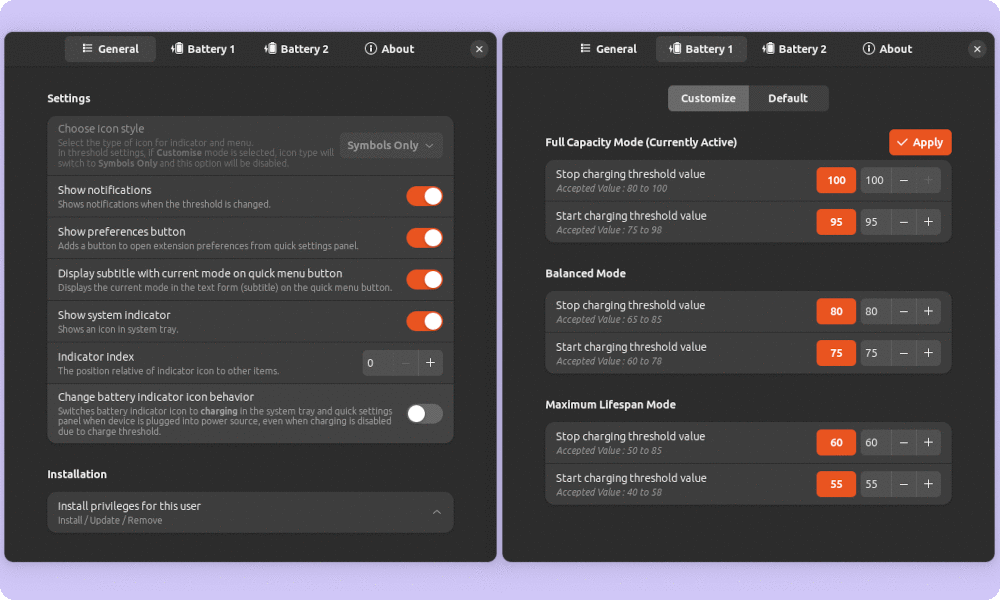 General
Battery 1
Battery 2
About
Settings
Choose icon style
Select the type of icon for indicator and menu.
In threshold settings, if Customise mode is selected, icon type will
switch to Symbols Only and this option will be disabled.
Symbols Only
Show notifications
Shows notifications when the threshold is changed.
Show preferences button
Adds a button to open extension preferences from quick settings panel.
Display subtitle with current mode on quick menu button
Displays the current mode in the text form (subtitle) on the quick menu button.
Show system indicator
Shows an icon in system tray.
Indicator Index
The position relative of indicator icon to other items.
0
Change battery indicator icon behavior
Switches battery indicator icon to charging in the system tray and quick settings
panel when device is plugged into power source, even when charging is disabled
due to charge threshold.
Installation
Install privileges for this user
Install / Update / Remove
General
Battery 1
Battery 2
About
Customize
Default
Full Capacity Mode (Currently Active)
Apply
Stop charging threshold value
Accepted Value : 80 to 100
100
100
Start charging threshold value
Accepted Value : 75 to 98
95
95
Balanced Mode
Stop charging threshold value
Accepted Value : 65 to 85
80
80
Start charging threshold value
Accepted Value : 60 to 78
75
75
Maximum Lifespan Mode
Stop charging threshold value
Accepted Value : 50 to 85
60
60
Start charging threshold value
Accepted Value : 40 to 58
55
55